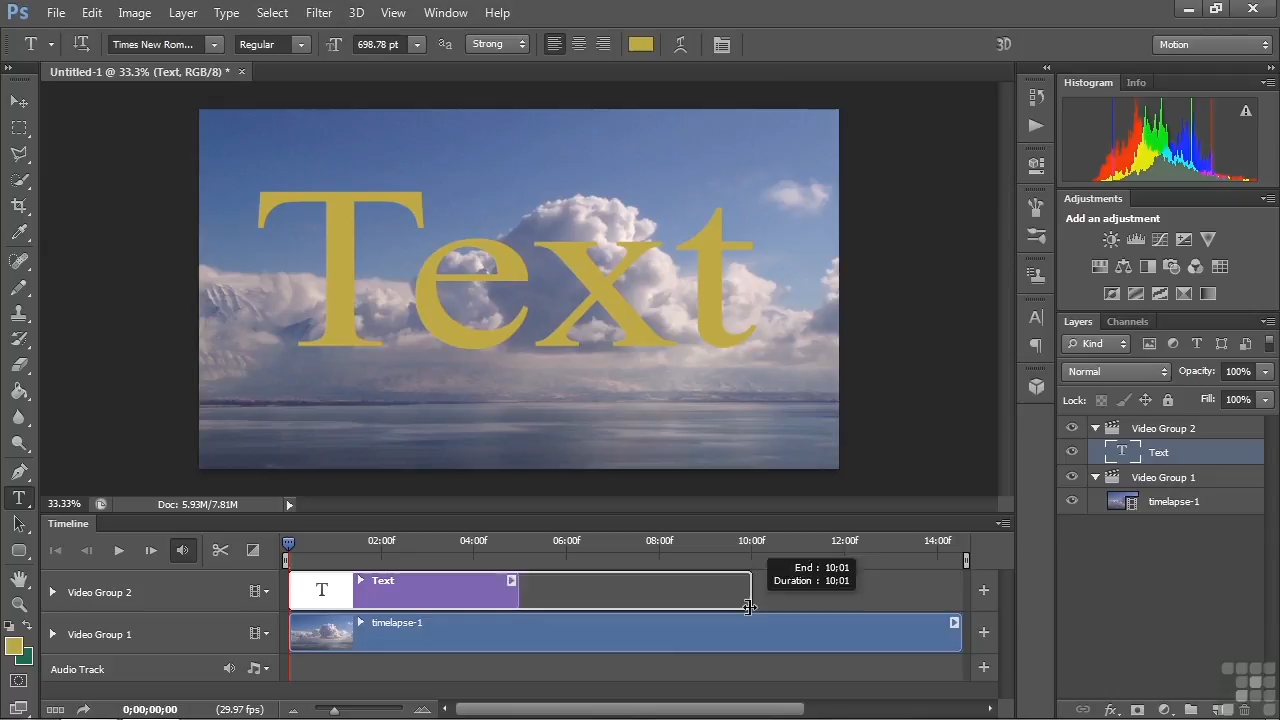 Ps File Edit Image Layer Type Select Filter 3D View Window Help
T Times New Rom... Regular 698.78 pt aa Strong 3D Motion
Untitled-1 @ 33.3% (Text, RGB/8) * ×
Histogram Info
Text
Adjustments
Add an adjustment
Layers Channels
Kind
Normal Opacity: 100%
Lock: Fill: 100%
Video Group 2
T Text
Video Group 1
timelapse-1
33.33% Doc: 5.93M/7.81M
Timeline
02:00f 04:00f 06:00f 08:00f 10:00f 12:00f 14:00f
End : 10;01
Duration : 10;01
Video Group 2 T Text
Video Group 1 timelapse-1
Audio Track
0;00;00;00 (29.97 fps)